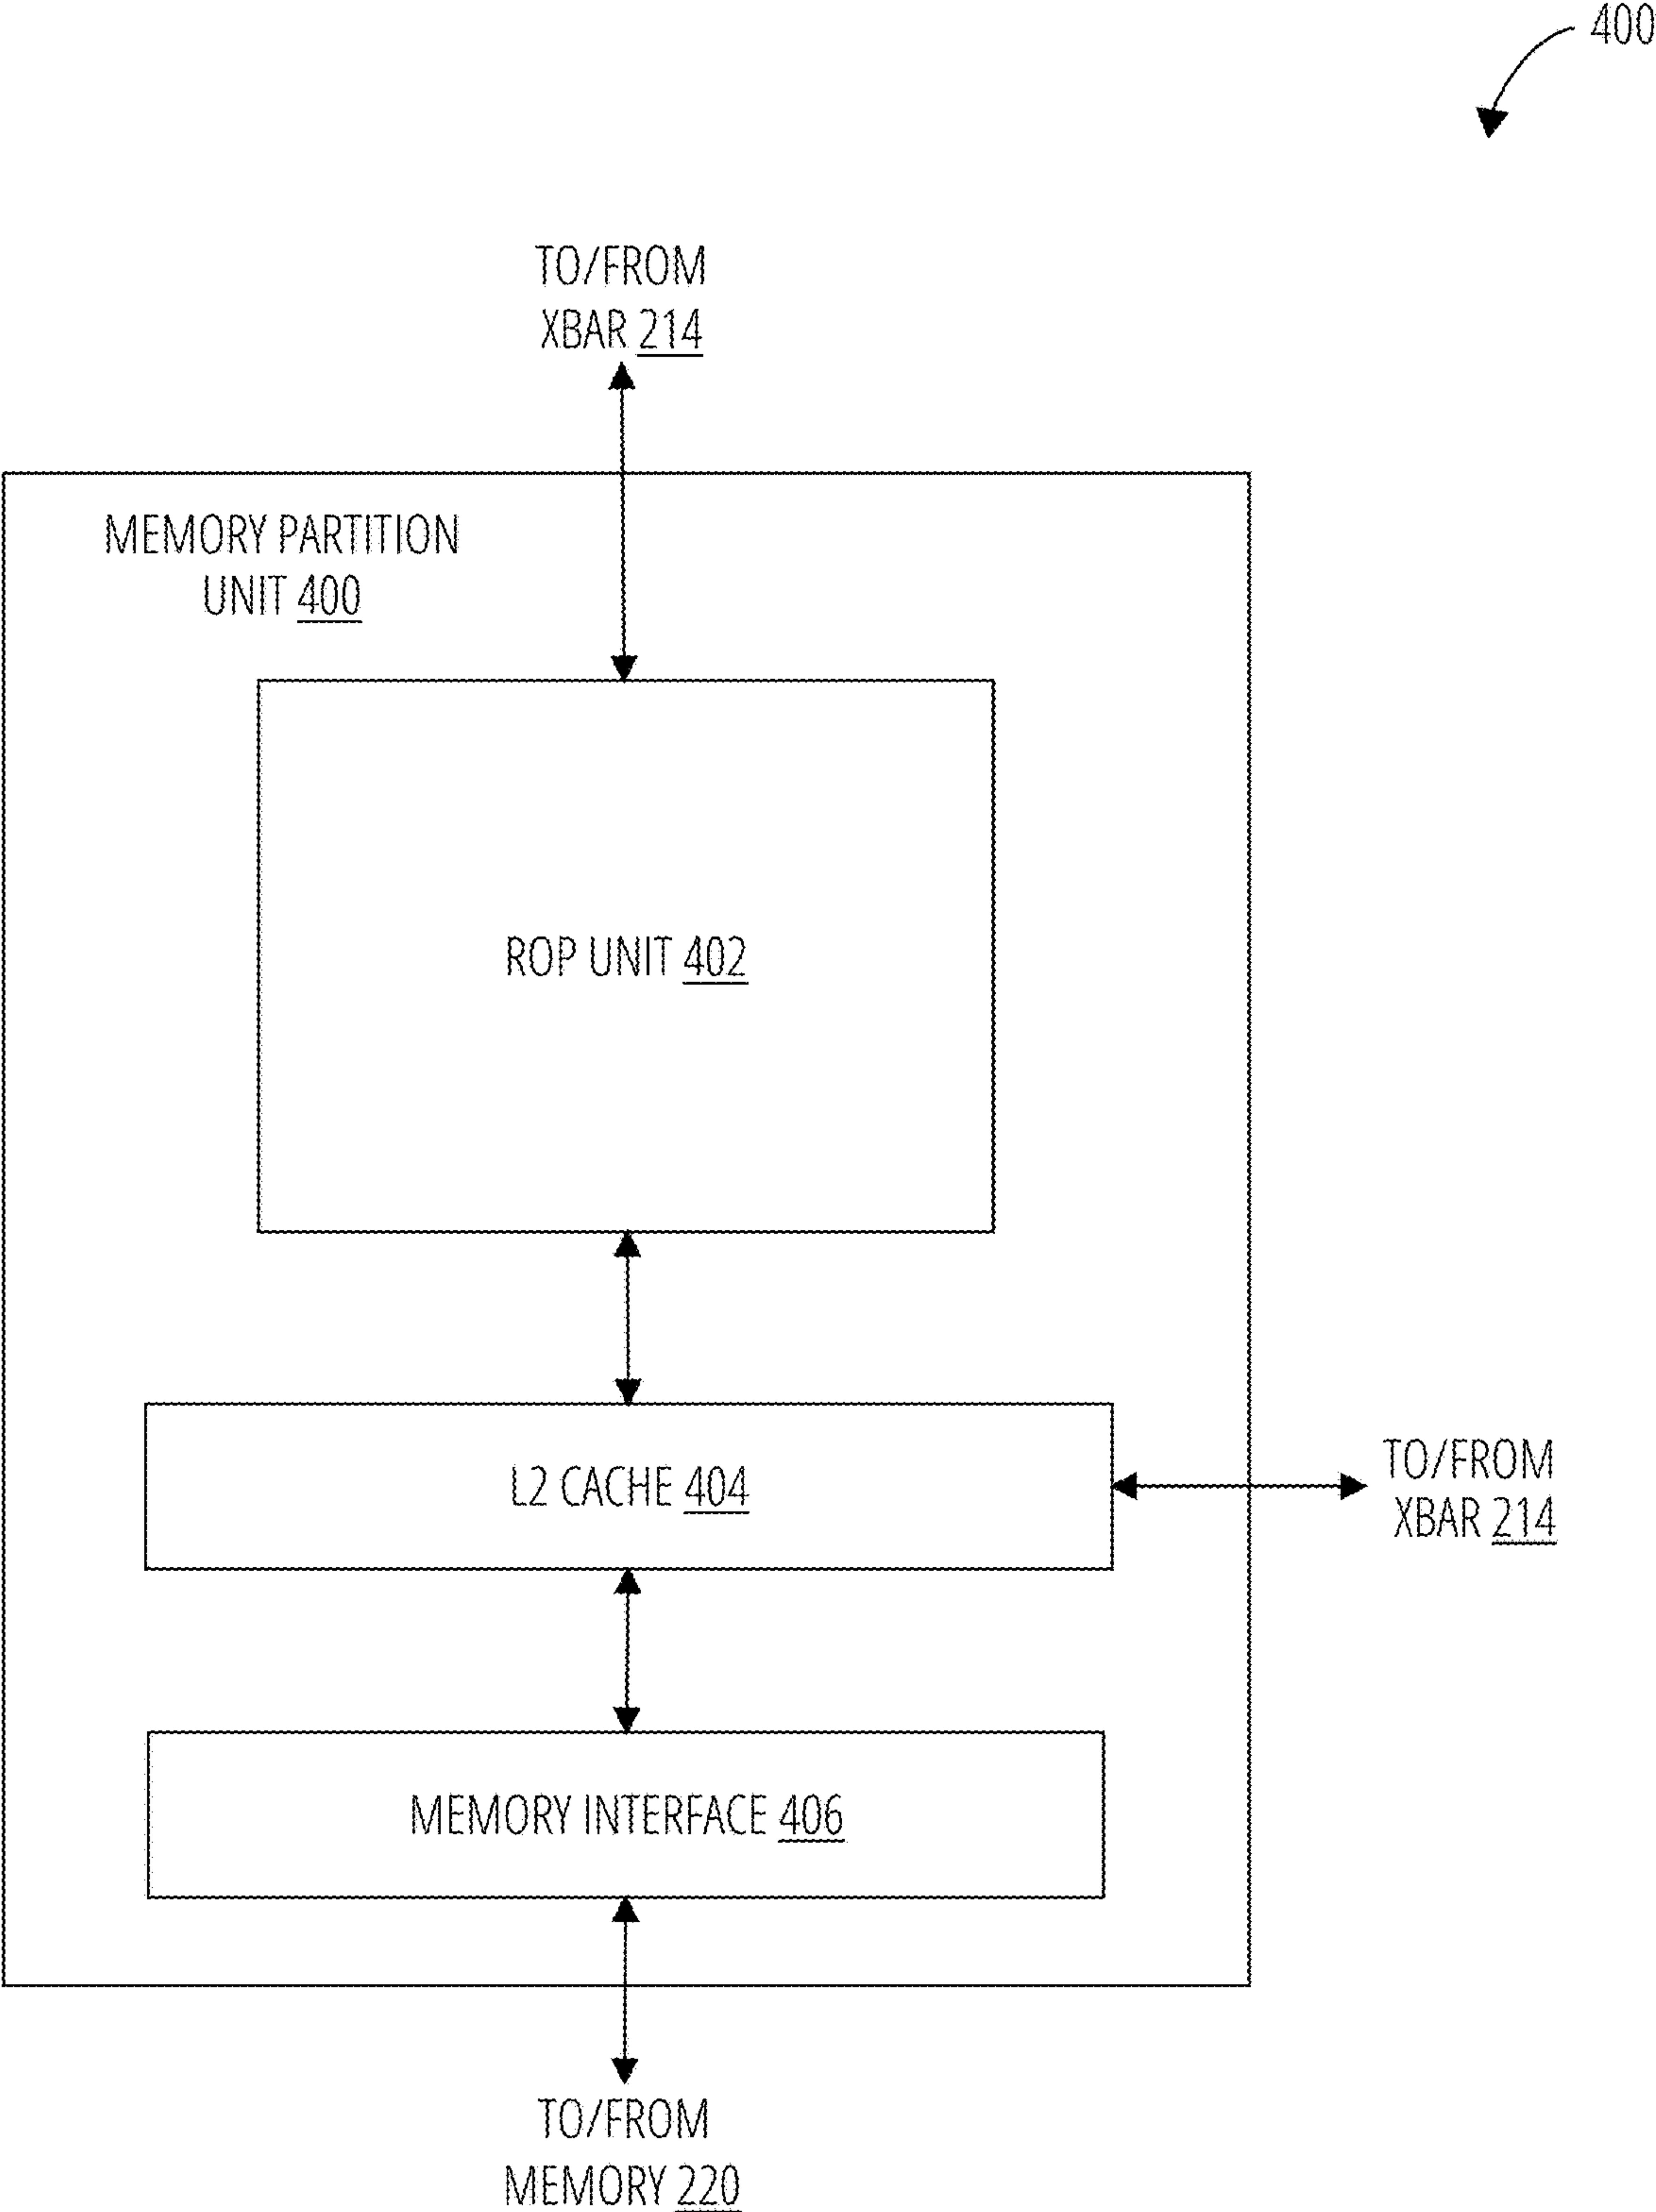 400
TO/FROM
XBAR 214
MEMORY PARTITION
UNIT 400
ROP UNIT 402
L2 CACHE 404
TO/FROM
XBAR 214
MEMORY INTERFACE 406
TO/FROM
MEMORY 220